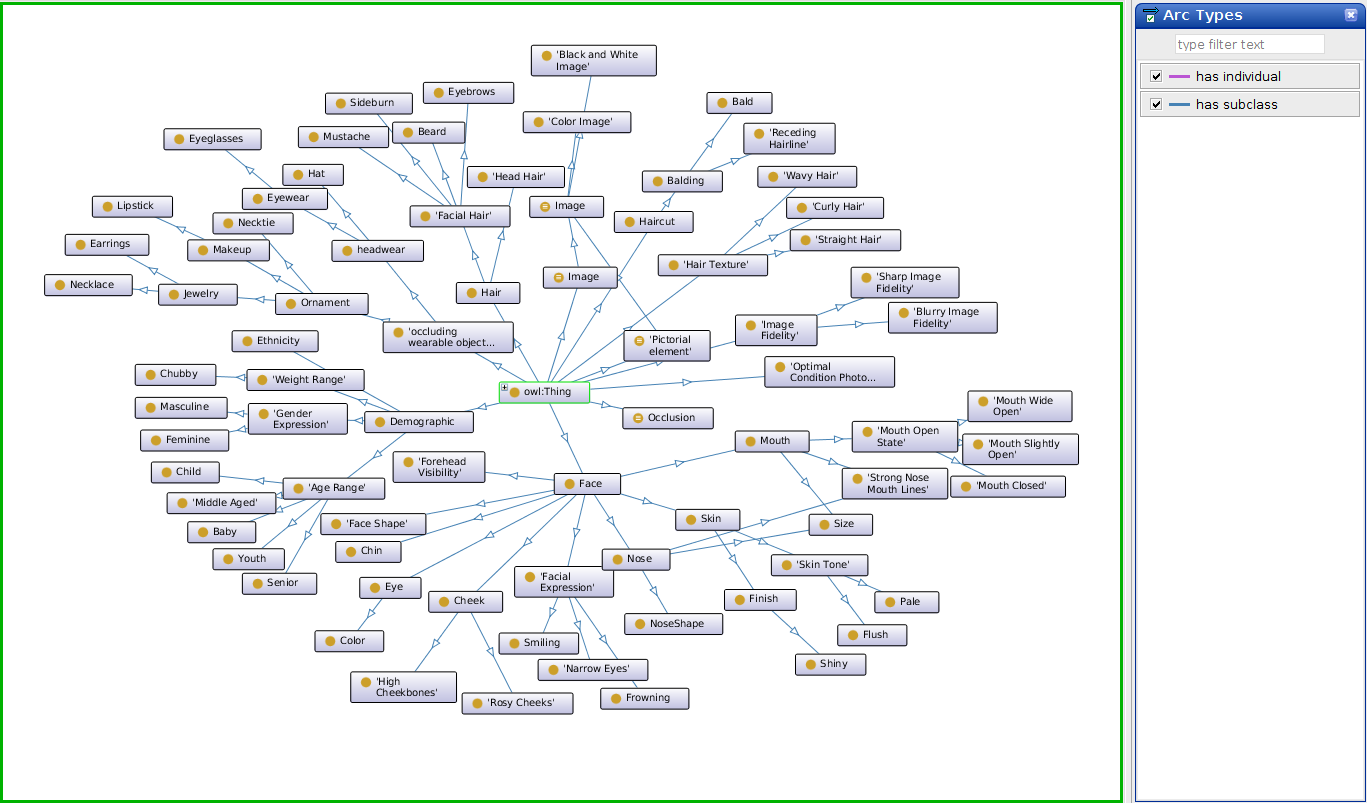 Arc Types
type filter text
has individual
has subclass
'Black and White
Image'
Eyebrows
Sideburn
Bald
'Color Image'
Beard
Mustache
Eyeglasses
'Receding
Hairline'
Hat
'Head Hair'
'Wavy Hair'
Balding
Eyewear
Lipstick
Image
'Curly Hair'
'Facial Hair'
Necktie
Haircut
Earrings
Makeup
headwear
'Straight Hair'
'Hair Texture'
Image
'Sharp Image
Fidelity'
Necklace
Jewelry
Hair
Ornament
'Blurry Image
Fidelity'
'occluding
wearable object...
'Image
Fidelity'
Ethnicity
'Pictorial
element'
Chubby
'Weight Range'
'Optimal
Condition Photo...
owl:Thing
Masculine
'Gender
Expression'
Demographic
Occlusion
'Mouth Wide
Open'
Feminine
Mouth
'Mouth Open
State'
'Mouth Slightly
Open'
'Forehead
Visibility'
Child
'Age Range'
Face
'Strong Nose
Mouth Lines'
'Mouth Closed'
'Middle Aged'
'Face Shape'
Skin
Size
Baby
Chin
Youth
Nose
'Skin Tone'
Senior
Eye
'Facial
Expression'
Cheek
Finish
Pale
NoseShape
Color
Smiling
Flush
'Narrow Eyes'
Shiny
'High
Cheekbones'
'Rosy Cheeks'
Frowning